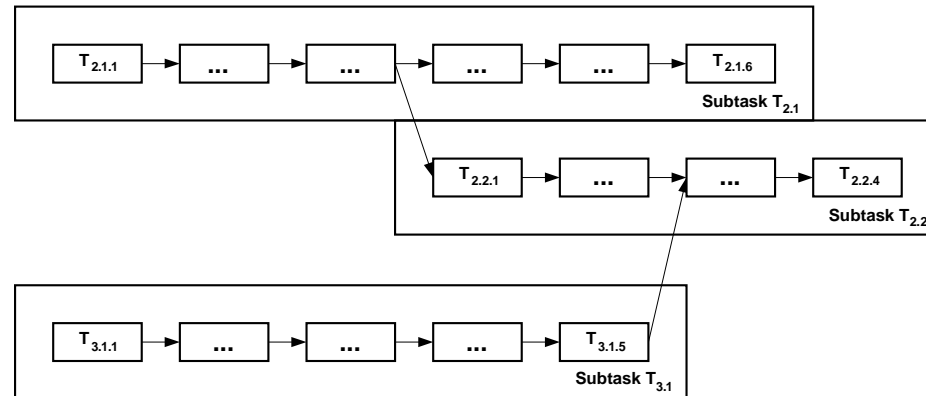 T2.1.1 ... ... ... ... T2.1.6
Subtask T2.1
T2.2.1 ... ... T2.2.4
Subtask T2.2
T3.1.1 ... ... ... T3.1.5
Subtask T3.1